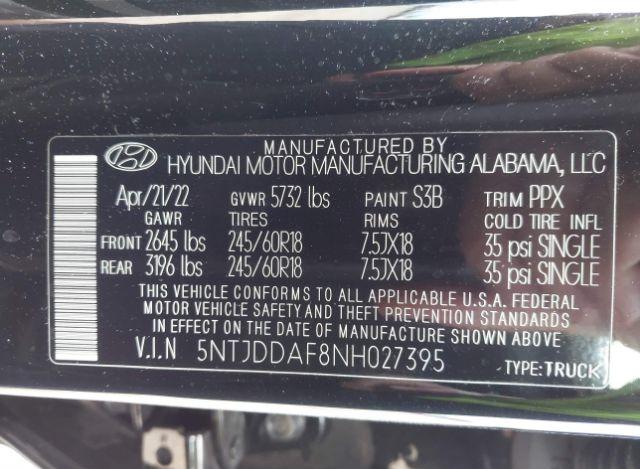 MANUFACTURED BY
HYUNDAI MOTOR MANUFACTURING ALABAMA, LLC
Apr/21/22 GVWR 5732 lbs PAINT S3B TRIM PPX
GAWR TIRES RIMS COLD TIRE INFL
FRONT 2645 lbs 245/60R18 7.5JX18 35 psi SINGLE
REAR 3196 lbs 245/60R18 7.5JX18 35 psi SINGLE
THIS VEHICLE CONFORMS TO ALL APPLICABLE U.S.A. FEDERAL
MOTOR VEHICLE SAFETY AND THEFT PREVENTION STANDARDS
IN EFFECT ON THE DATE OF MANUFACTURE SHOWN ABOVE
V.I.N 5NTJDDAF8NH027395 TYPE:TRUCK